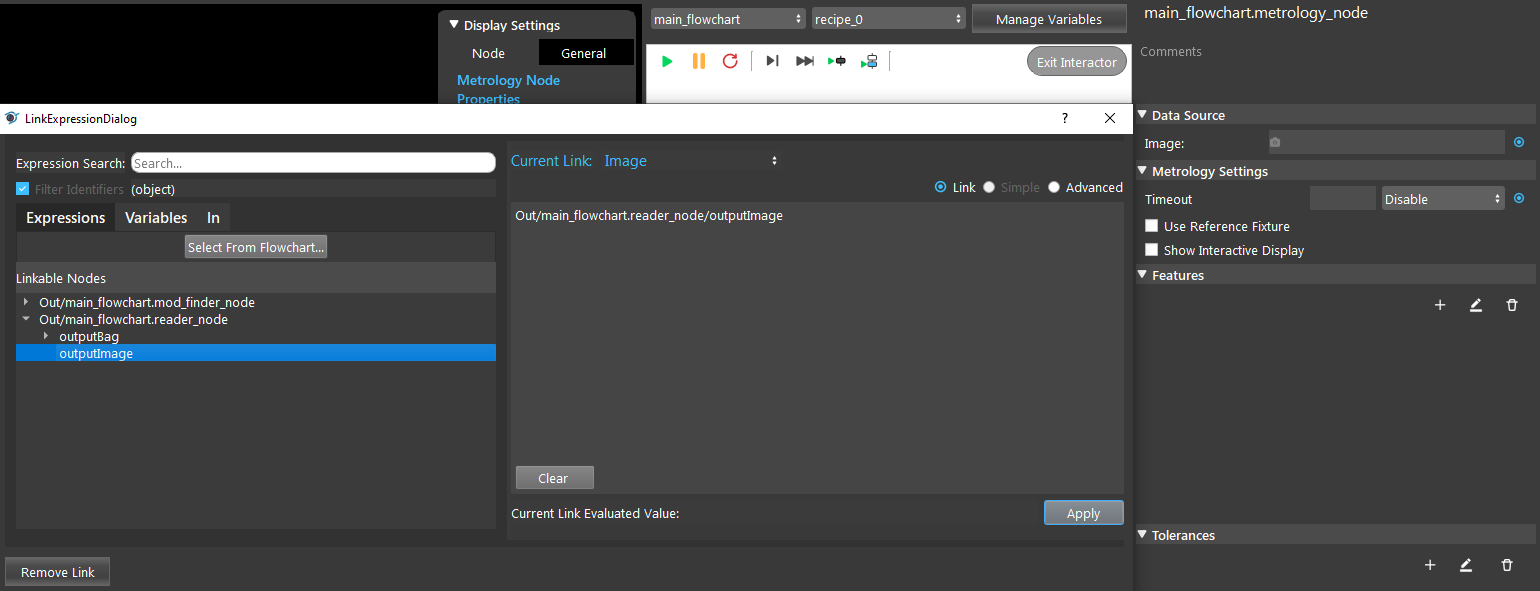 Display Settings
Node General
Metrology Node
Properties
main_flowchart recipe_0 Manage Variables
Exit Interactor
main_flowchart.metrology_node
Comments
LinkExpressionDialog ?
Expression Search: Search...
Filter Identifiers (object)
Expressions Variables In
Select From Flowchart...
Linkable Nodes
Out/main_flowchart.mod_finder_node
Out/main_flowchart.reader_node
outputBag
outputImage
Current Link: Image
Link Simple Advanced
Out/main_flowchart.reader_node/outputImage
Clear
Current Link Evaluated Value: Apply
Remove Link
Data Source
Image:
Metrology Settings
Timeout Disable
Use Reference Fixture
Show Interactive Display
Features
Tolerances